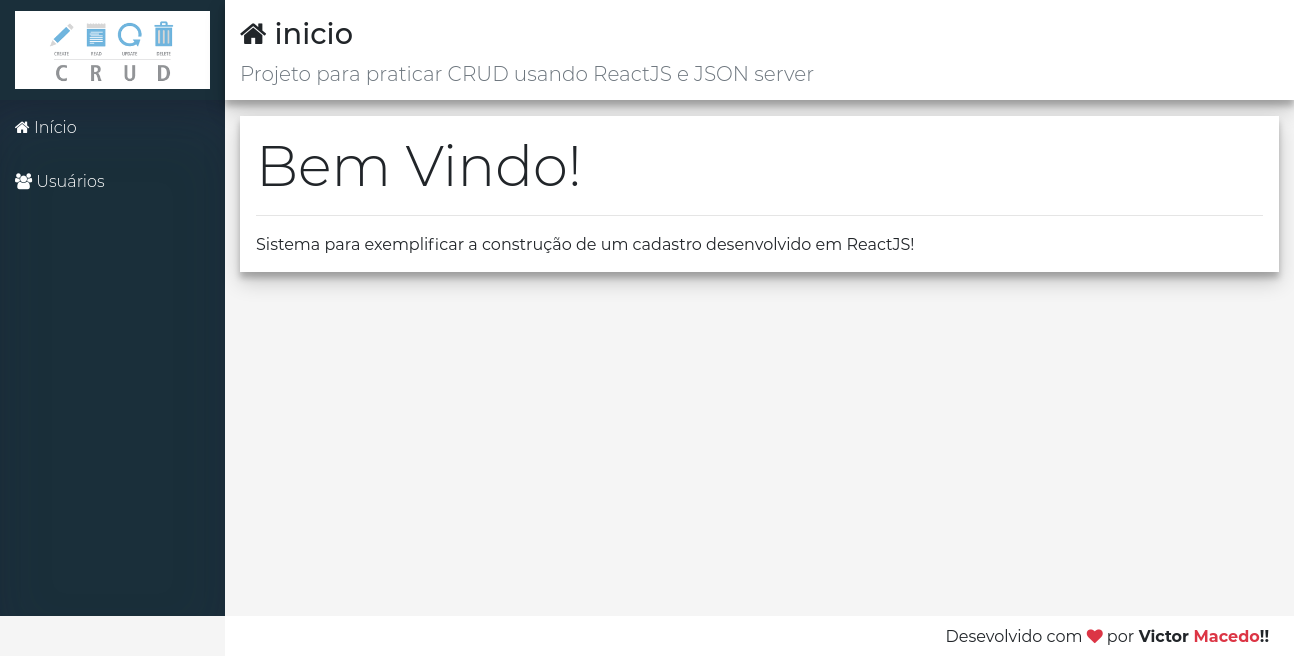 CREATE READ UPDATE DELETE
C R U D
Início
Usuários
inicio
Projeto para praticar CRUD usando ReactJS e JSON server
Bem Vindo!
Sistema para exemplificar a construção de um cadastro desenvolvido em ReactJS!
Desevolvido com por Victor Macedo!!